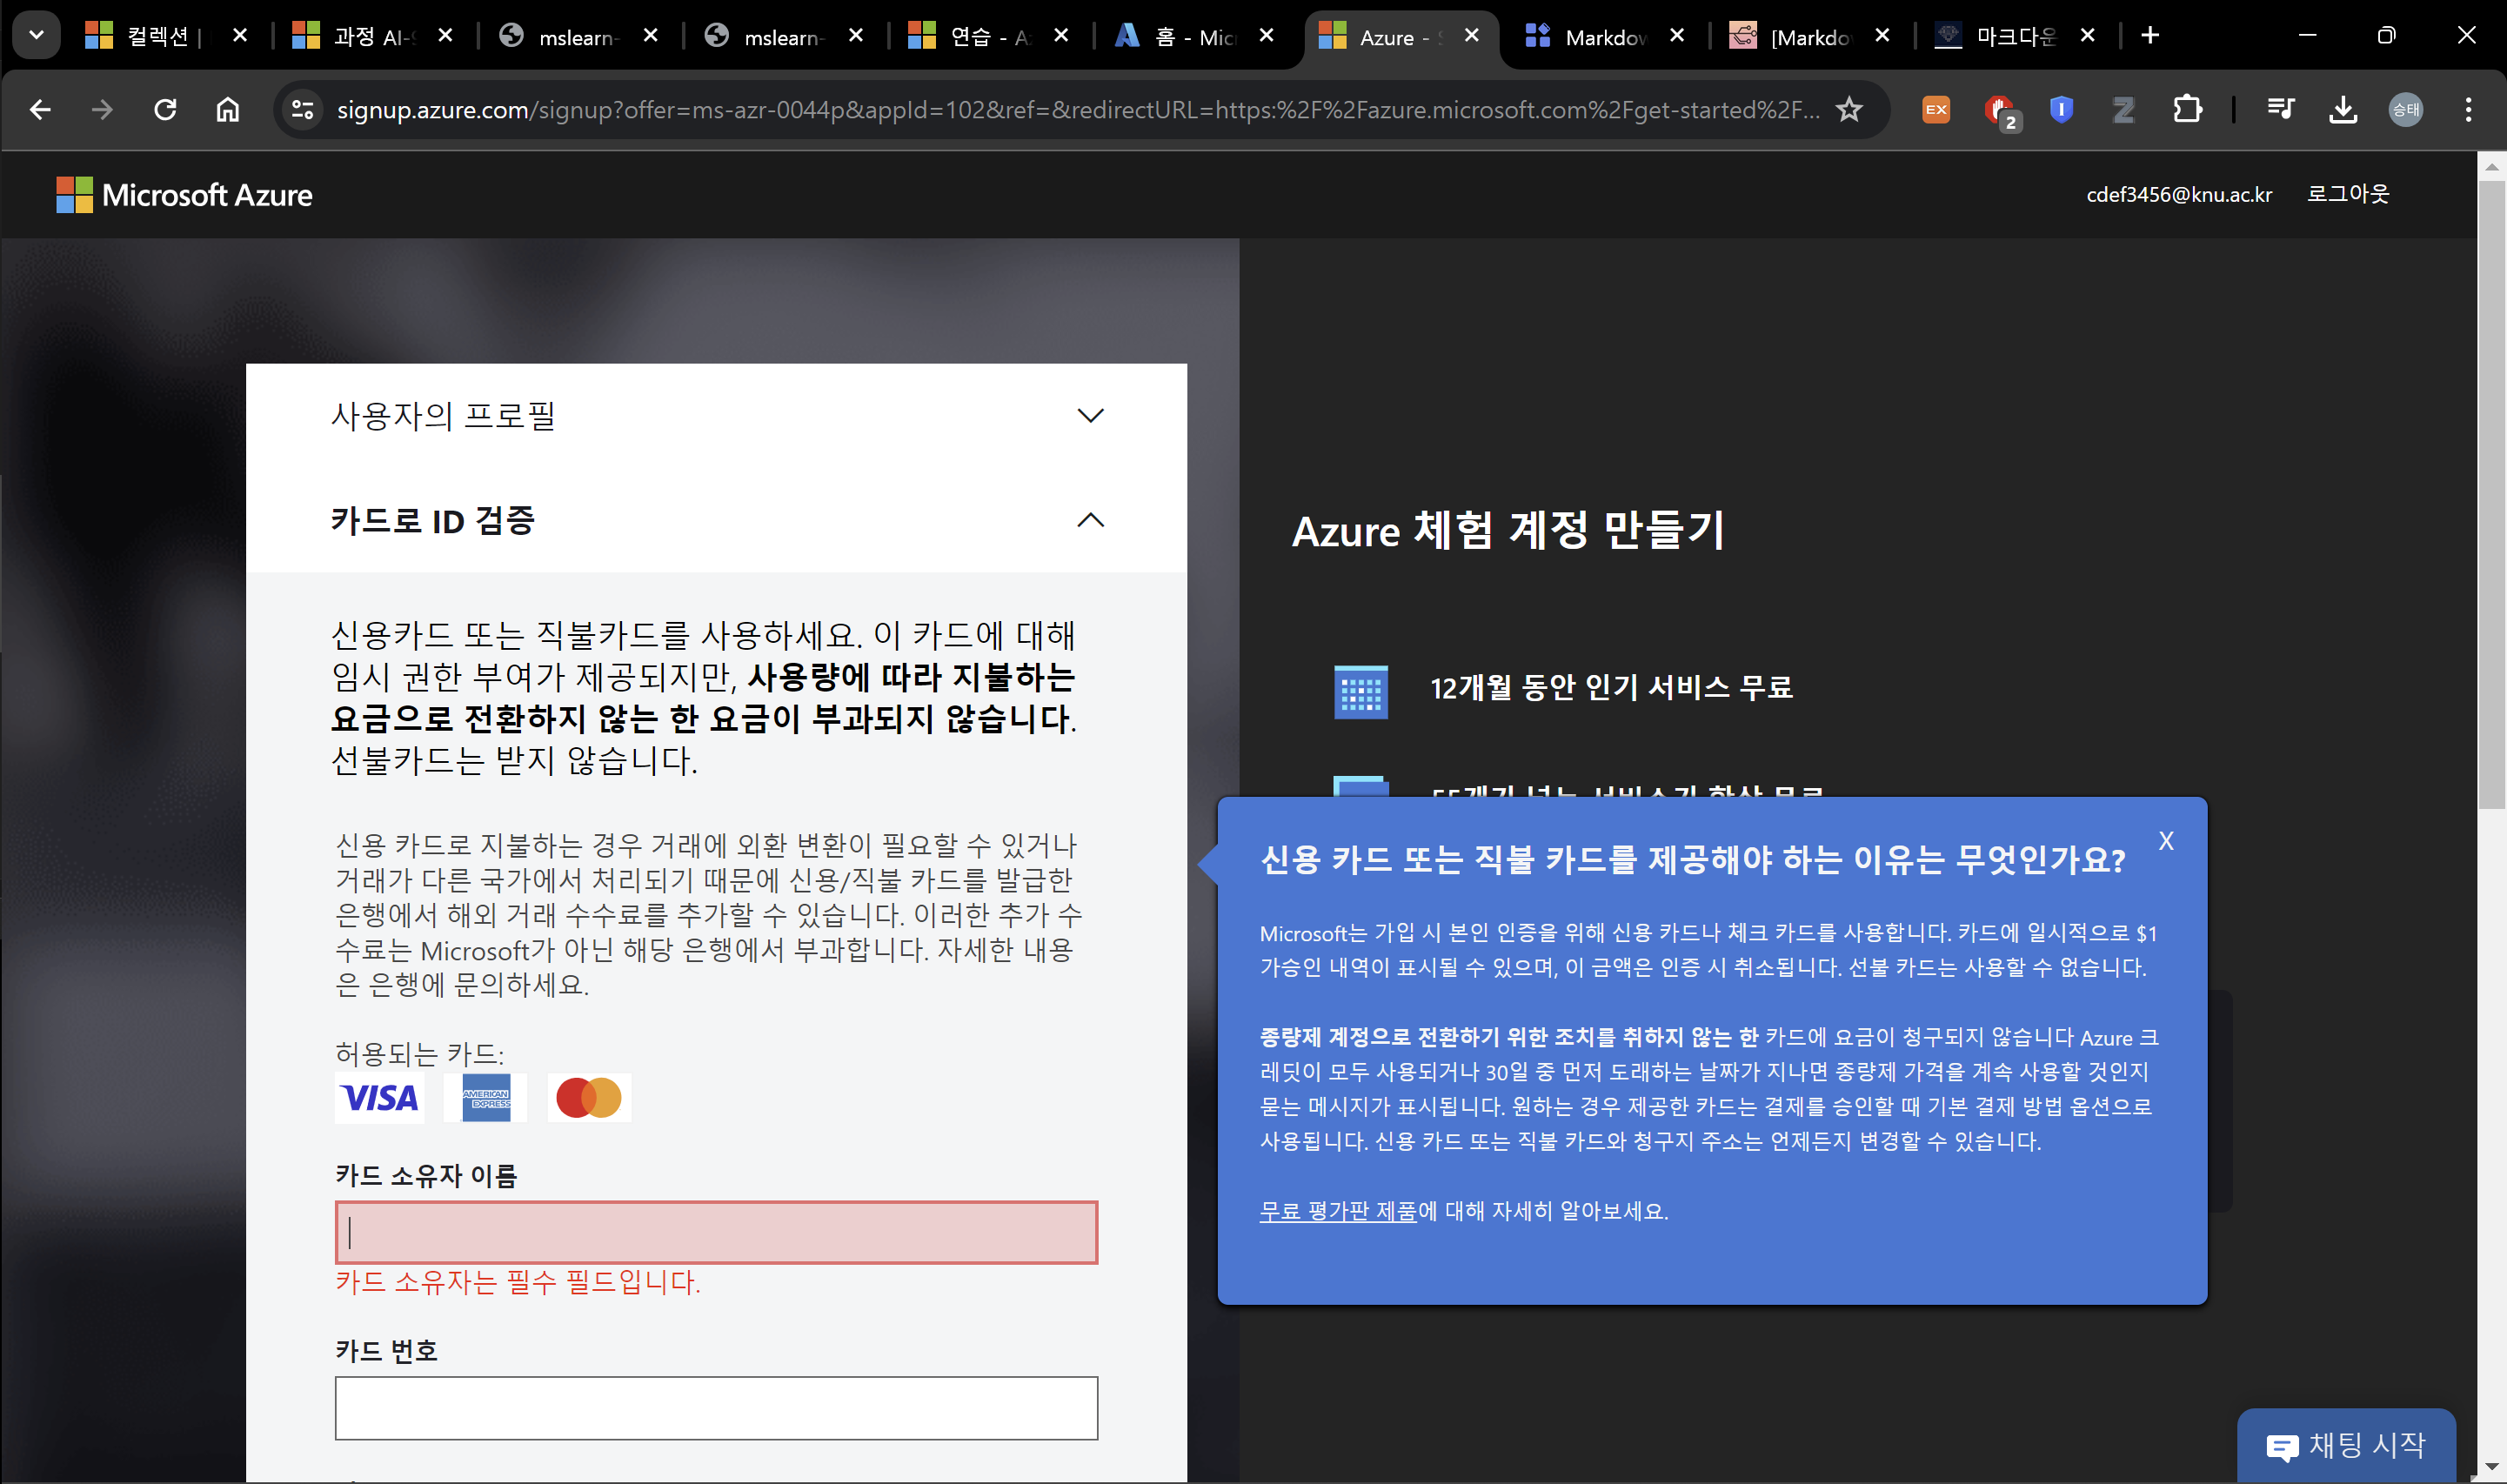 컬렉션 |
과정 AI-
mslearn-
mslearn-
연습 - A
홈 - Mic
Azure -
Markdow
[Markdo
마크다운
signup.azure.com/signup?offer=ms-azr-0044p&appId=102&ref=&redirectURL=https:%2F%2Fazure.microsoft.com%2Fget-started%2F...
EX
2
승태
Microsoft Azure
cdef3456@knu.ac.kr
로그아웃
사용자의 프로필
카드로 ID 검증
신용카드 또는 직불카드를 사용하세요. 이 카드에 대해
임시 권한 부여가 제공되지만, 사용량에 따라 지불하는
요금으로 전환하지 않는 한 요금이 부과되지 않습니다.
선불카드는 받지 않습니다.
신용 카드로 지불하는 경우 거래에 외환 변환이 필요할 수 있거나
거래가 다른 국가에서 처리되기 때문에 신용/직불 카드를 발급한
은행에서 해외 거래 수수료를 추가할 수 있습니다. 이러한 추가 수
수료는 Microsoft가 아닌 해당 은행에서 부과합니다. 자세한 내용
은 은행에 문의하세요.
허용되는 카드:
VISA
AMERICAN
EXPRESS
카드 소유자 이름
카드 소유자는 필수 필드입니다.
카드 번호
Azure 체험 계정 만들기
12개월 동안 인기 서비스 무료
신용 카드 또는 직불 카드를 제공해야 하는 이유는 무엇인가요?
X
Microsoft는 가입 시 본인 인증을 위해 신용 카드나 체크 카드를 사용합니다. 카드에 일시적으로 $1
가승인 내역이 표시될 수 있으며, 이 금액은 인증 시 취소됩니다. 선불 카드는 사용할 수 없습니다.
종량제 계정으로 전환하기 위한 조치를 취하지 않는 한 카드에 요금이 청구되지 않습니다 Azure 크
레딧이 모두 사용되거나 30일 중 먼저 도래하는 날짜가 지나면 종량제 가격을 계속 사용할 것인지
묻는 메시지가 표시됩니다. 원하는 경우 제공한 카드는 결제를 승인할 때 기본 결제 방법 옵션으로
사용됩니다. 신용 카드 또는 직불 카드와 청구지 주소는 언제든지 변경할 수 있습니다.
무료 평가판 제품에 대해 자세히 알아보세요.
채팅 시작